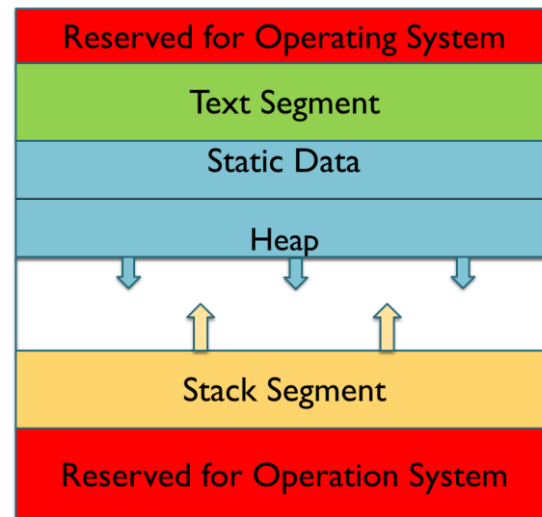 Reserved for Operating System
Text Segment
Static Data
Heap
Stack Segment
Reserved for Operation System